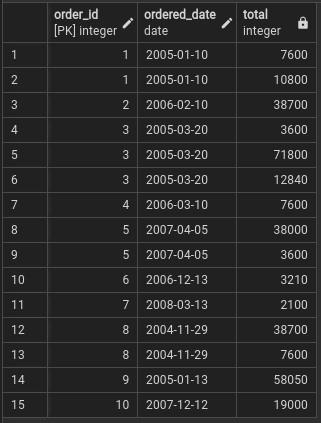 order_id ordered_date total
[PK] integer date integer
1 1 2005-01-10 7600
2 1 2005-01-10 10800
3 2 2006-02-10 38700
4 3 2005-03-20 3600
5 3 2005-03-20 71800
6 3 2005-03-20 12840
7 4 2006-03-10 7600
8 5 2007-04-05 38000
9 5 2007-04-05 3600
10 6 2006-12-13 3210
11 7 2008-03-13 2100
12 8 2004-11-29 38700
13 8 2004-11-29 7600
14 9 2005-01-13 58050
15 10 2007-12-12 19000